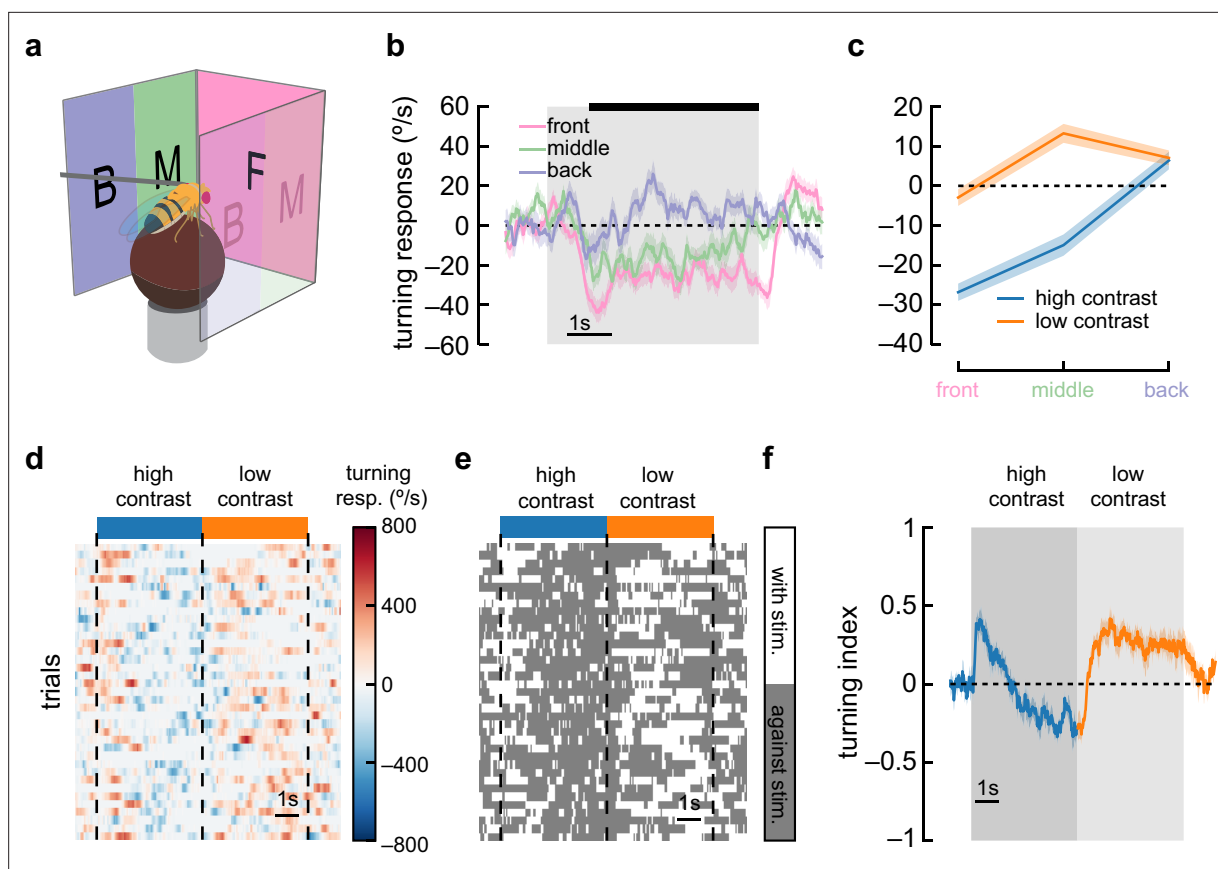 a
B
M
F
B
M
b
turning response (º/s)
60
40
20
0
−20
−40
−60
front
middle
back
1s
c
20
10
0
−10
−20
−30
−40
high contrast
low contrast
front
middle
back
d
high
contrast
low
contrast
turning
resp. (º/s)
trials
800
400
0
−400
−800
1s
e
high
contrast
low
contrast
with stim.
against stim.
1s
f
high
contrast
low
contrast
turning index
1
0.5
0
−0.5
−1
1s